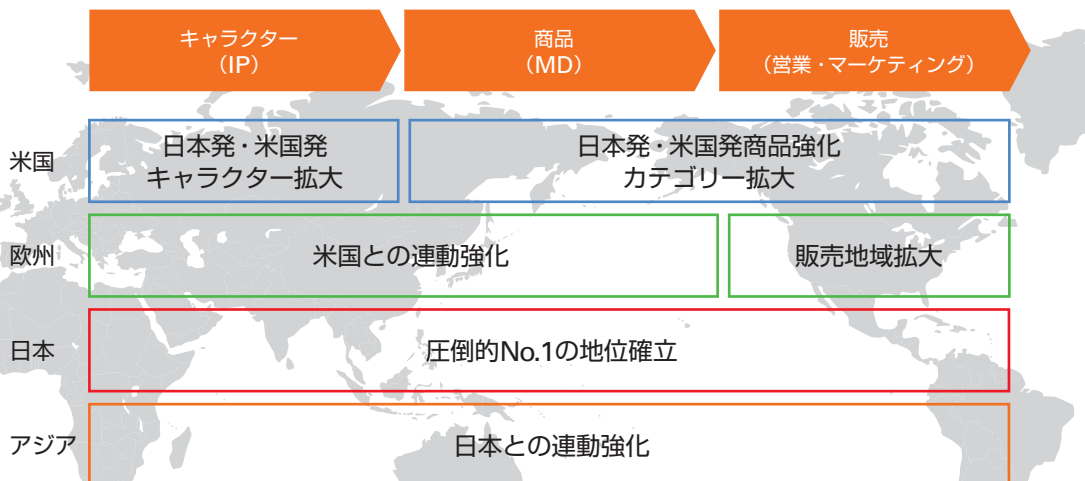 キャラクター
（IP）
商品
（MD）
販売
（営業・マーケティング）
米国
日本発・米国発
キャラクター拡大
日本発・米国発商品強化
カテゴリー拡大
欧州
米国との連動強化
販売地域拡大
日本
圧倒的No.1の地位確立
アジア
日本との連動強化